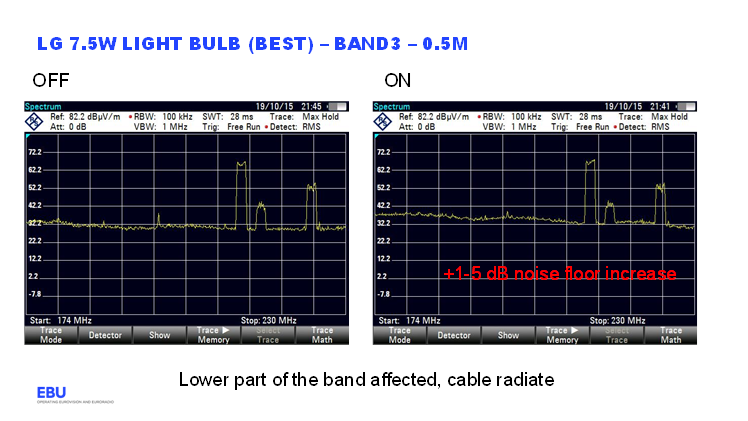 LG 7.5W LIGHT BULB (BEST) – BAND3 – 0.5M
OFF
Spectrum 19/10/15 21:45
Ref: 82.2 dBµV/m • RBW: 100 kHz SWT: 28 ms Trace: Max Hold
Att: 0 dB VBW: 1 MHz Trig: Free Run • Detect: RMS
72.2
62.2
52.2
42.2
32.2
22.2
12.2
2.2
-7.8
Start: 174 MHz Stop: 230 MHz
Trace Mode Detector Show Trace ▶ Memory Select Trace Trace Math
ON
Spectrum 19/10/15 21:41
Ref: 82.2 dBµV/m • RBW: 100 kHz SWT: 28 ms Trace: Max Hold
Att: 0 dB VBW: 1 MHz Trig: Free Run • Detect: RMS
72.2
62.2
52.2
42.2
32.2
22.2
12.2
2.2
-7.8
+1-5 dB noise floor increase
Start: 174 MHz Stop: 230 MHz
Trace Mode Detector Show Trace ▶ Memory Select Trace Trace Math
Lower part of the band affected, cable radiate
EBU
OPERATING EUROVISION AND EURORADIO